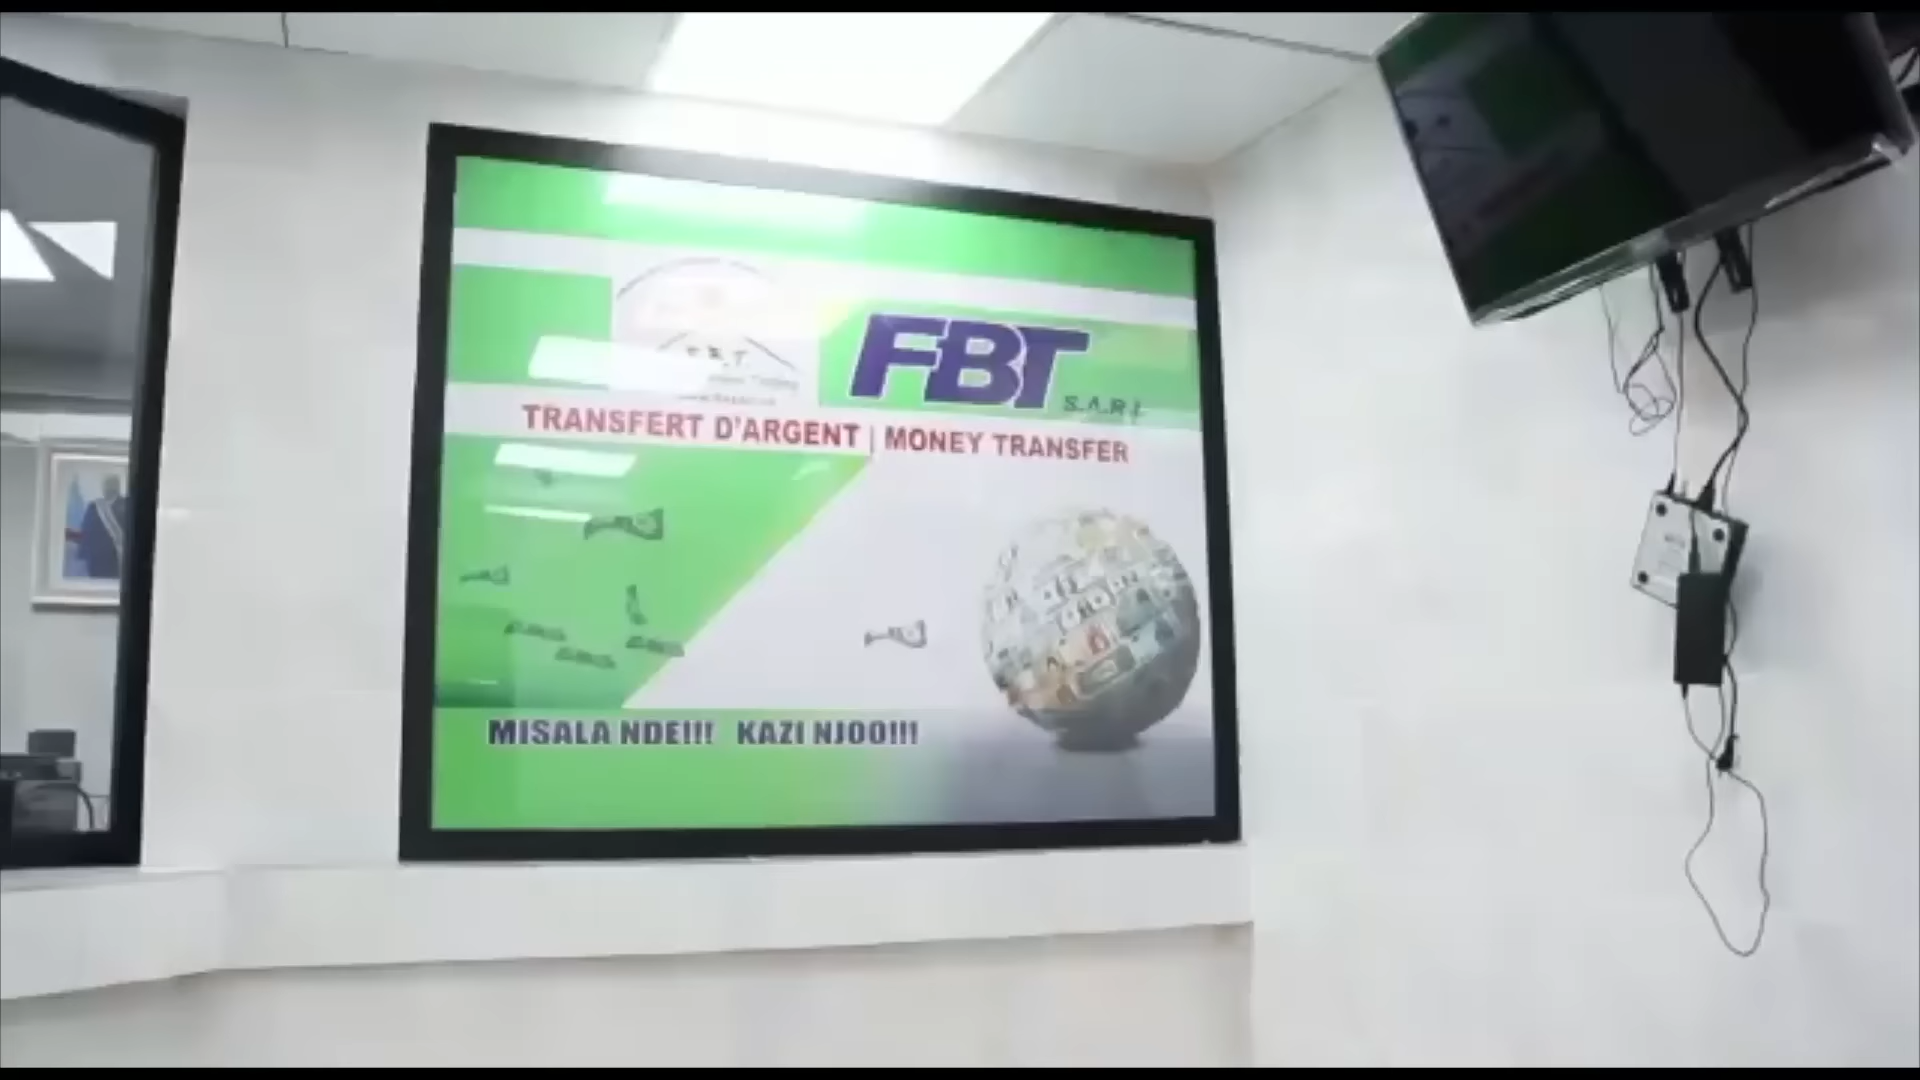 FBT
S.A.R.L
TRANSFERT D'ARGENT | MONEY TRANSFER
MISALA NDE!!! KAZI NJOO!!!